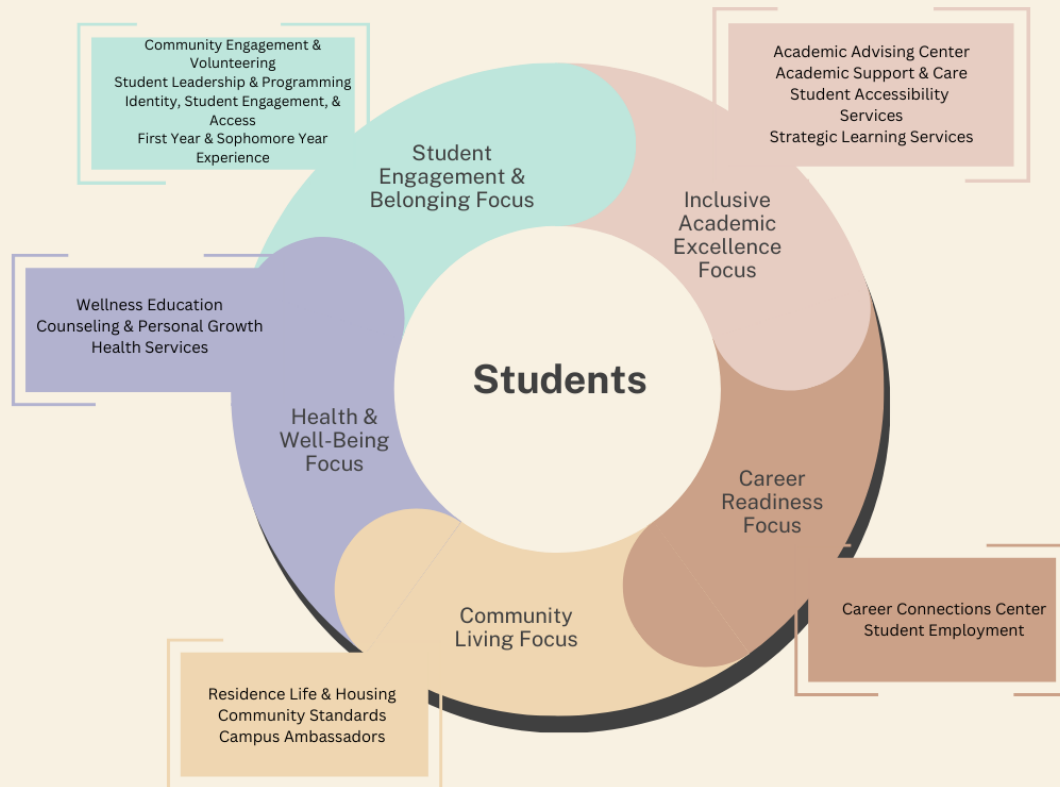 Community Engagement &
Volunteering
Student Leadership & Programming
Identity, Student Engagement, &
Access
First Year & Sophomore Year
Experience
Academic Advising Center
Academic Support & Care
Student Accessibility
Services
Strategic Learning Services
Student
Engagement &
Belonging Focus
Inclusive
Academic
Excellence
Focus
Wellness Education
Counseling & Personal Growth
Health Services
Students
Health &
Well-Being
Focus
Career
Readiness
Focus
Community
Living Focus
Career Connections Center
Student Employment
Residence Life & Housing
Community Standards
Campus Ambassadors